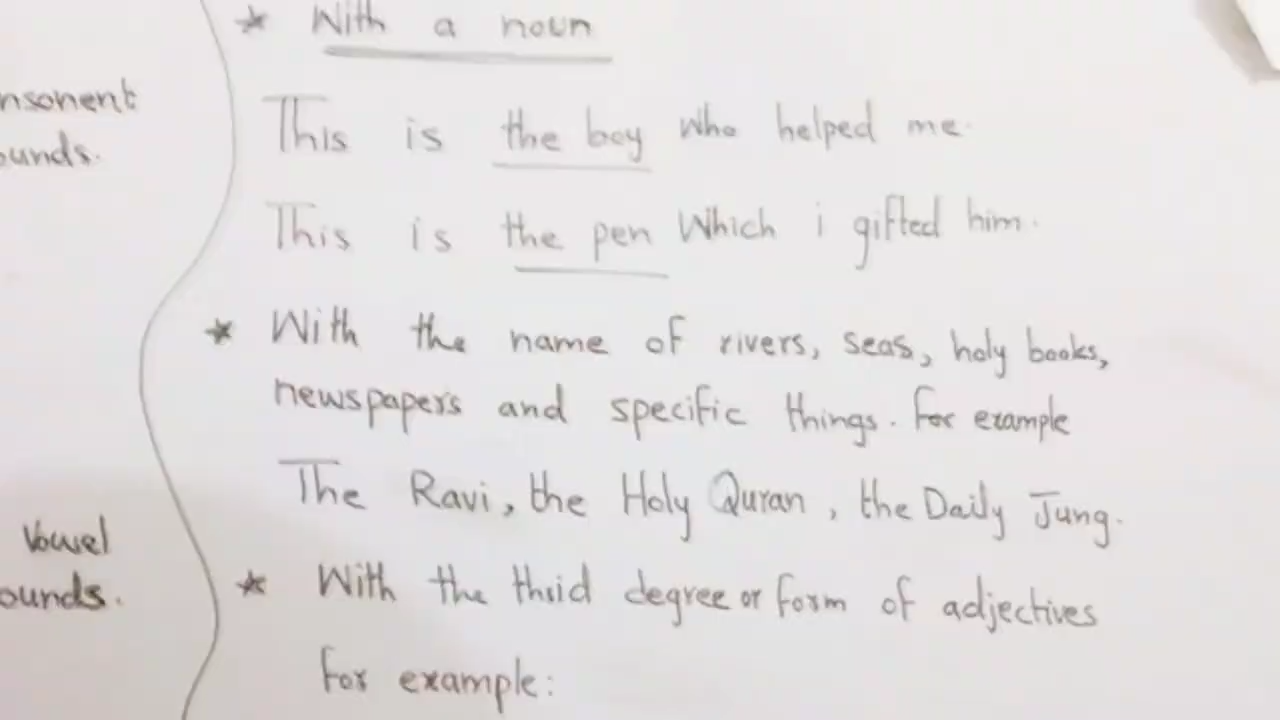 nsonent
ounds.
Vowel
ounds.
* With a noun
This is the boy who helped me.
This is the pen Which i gifted him.
* With the name of rivers, seas, holy books,
newspapers and specific things. For example
The Ravi, the Holy Quran, the Daily Jung.
* With the third degree or form of adjectives
For example: